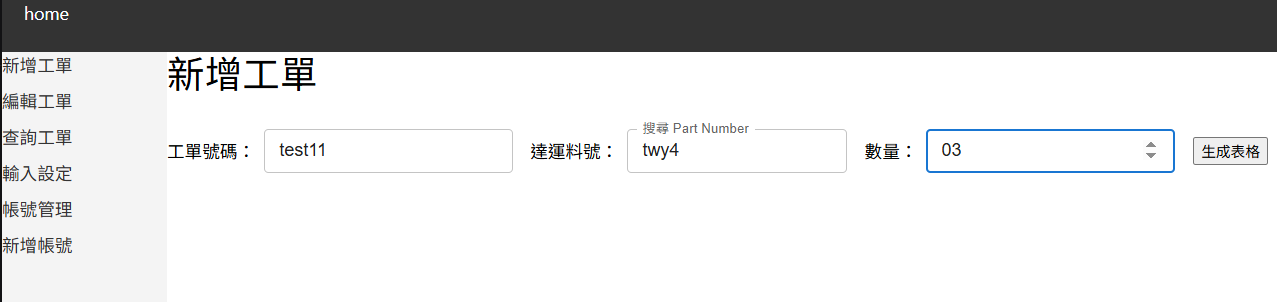 home
新增工單
編輯工單
查詢工單
輸入設定
帳號管理
新增帳號
新增工單
工單號碼： test11 達運料號： 搜尋 Part Number twy4 數量： 03 生成表格